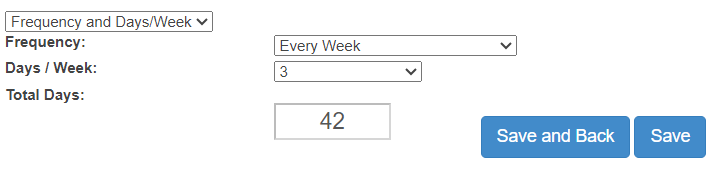 Frequency and Days/Week
Frequency: Every Week
Days / Week: 3
Total Days:
42
Save and Back Save